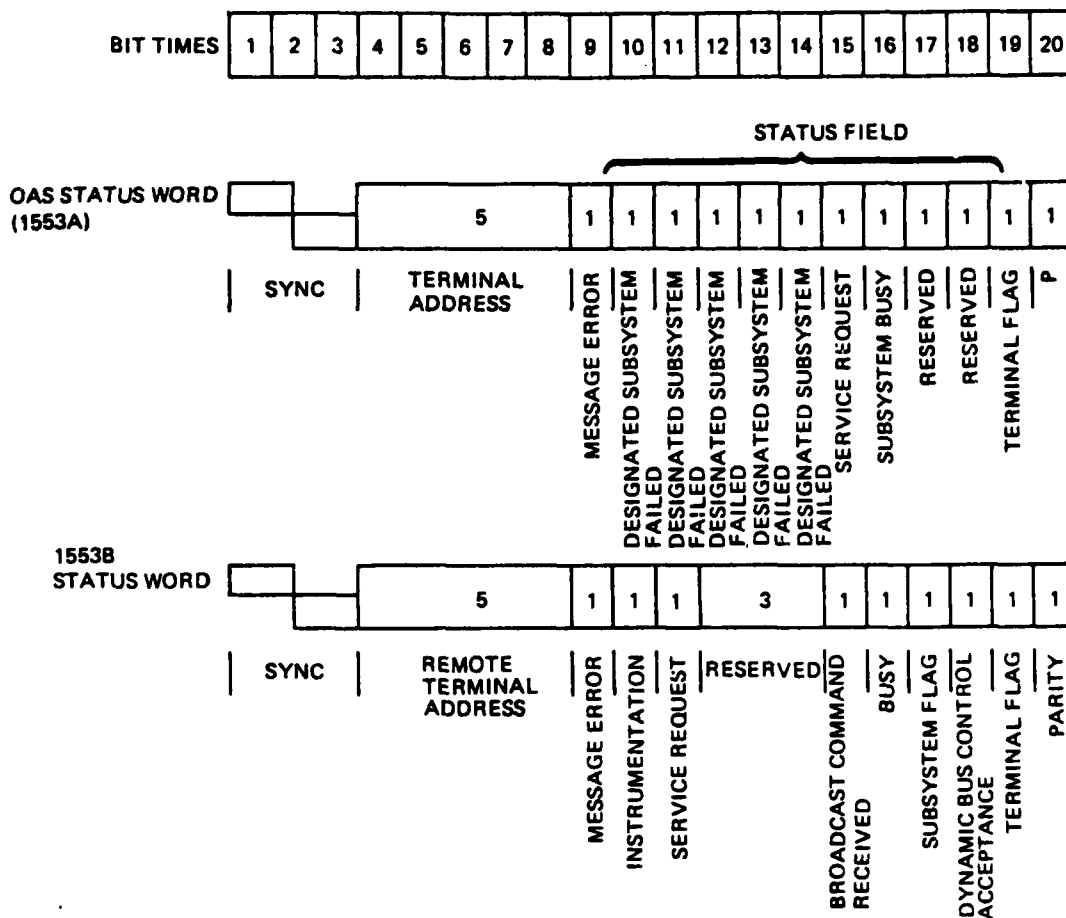 BIT TIMES 1 2 3 4 5 6 7 8 9 10 11 12 13 14 15 16 17 18 19 20
STATUS FIELD
OAS STATUS WORD
(1553A)
5 1 1 1 1 1 1 1 1 1 1 1 1
SYNC
TERMINAL
ADDRESS
MESSAGE ERROR
DESIGNATED SUBSYSTEM
FAILED
DESIGNATED SUBSYSTEM
FAILED
DESIGNATED SUBSYSTEM
FAILED
DESIGNATED SUBSYSTEM
FAILED
DESIGNATED SUBSYSTEM
FAILED
SERVICE REQUEST
SUBSYSTEM BUSY
RESERVED
RESERVED
TERMINAL FLAG
P
1553B
STATUS WORD
5 1 1 1 3 1 1 1 1 1 1
SYNC
REMOTE
TERMINAL
ADDRESS
MESSAGE ERROR
INSTRUMENTATION
SERVICE REQUEST
RESERVED
BROADCAST COMMAND
RECEIVED
BUSY
SUBSYSTEM FLAG
DYNAMIC BUS CONTROL
ACCEPTANCE
TERMINAL FLAG
PARITY